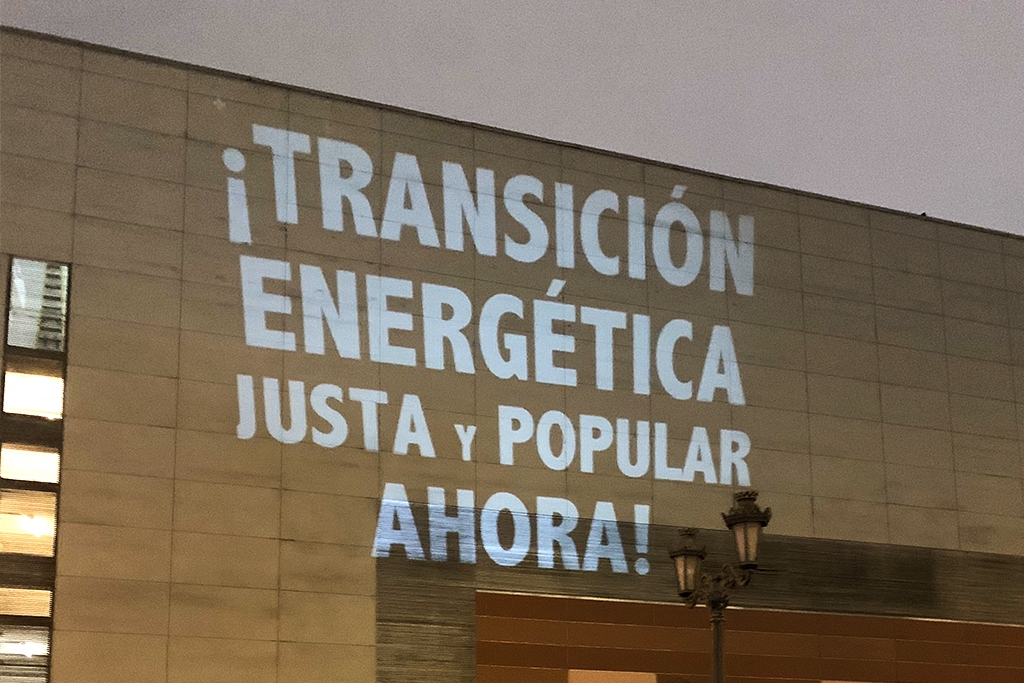 ¡TRANSICIÓN
ENERGÉTICA
JUSTA Y POPULAR
AHORA!